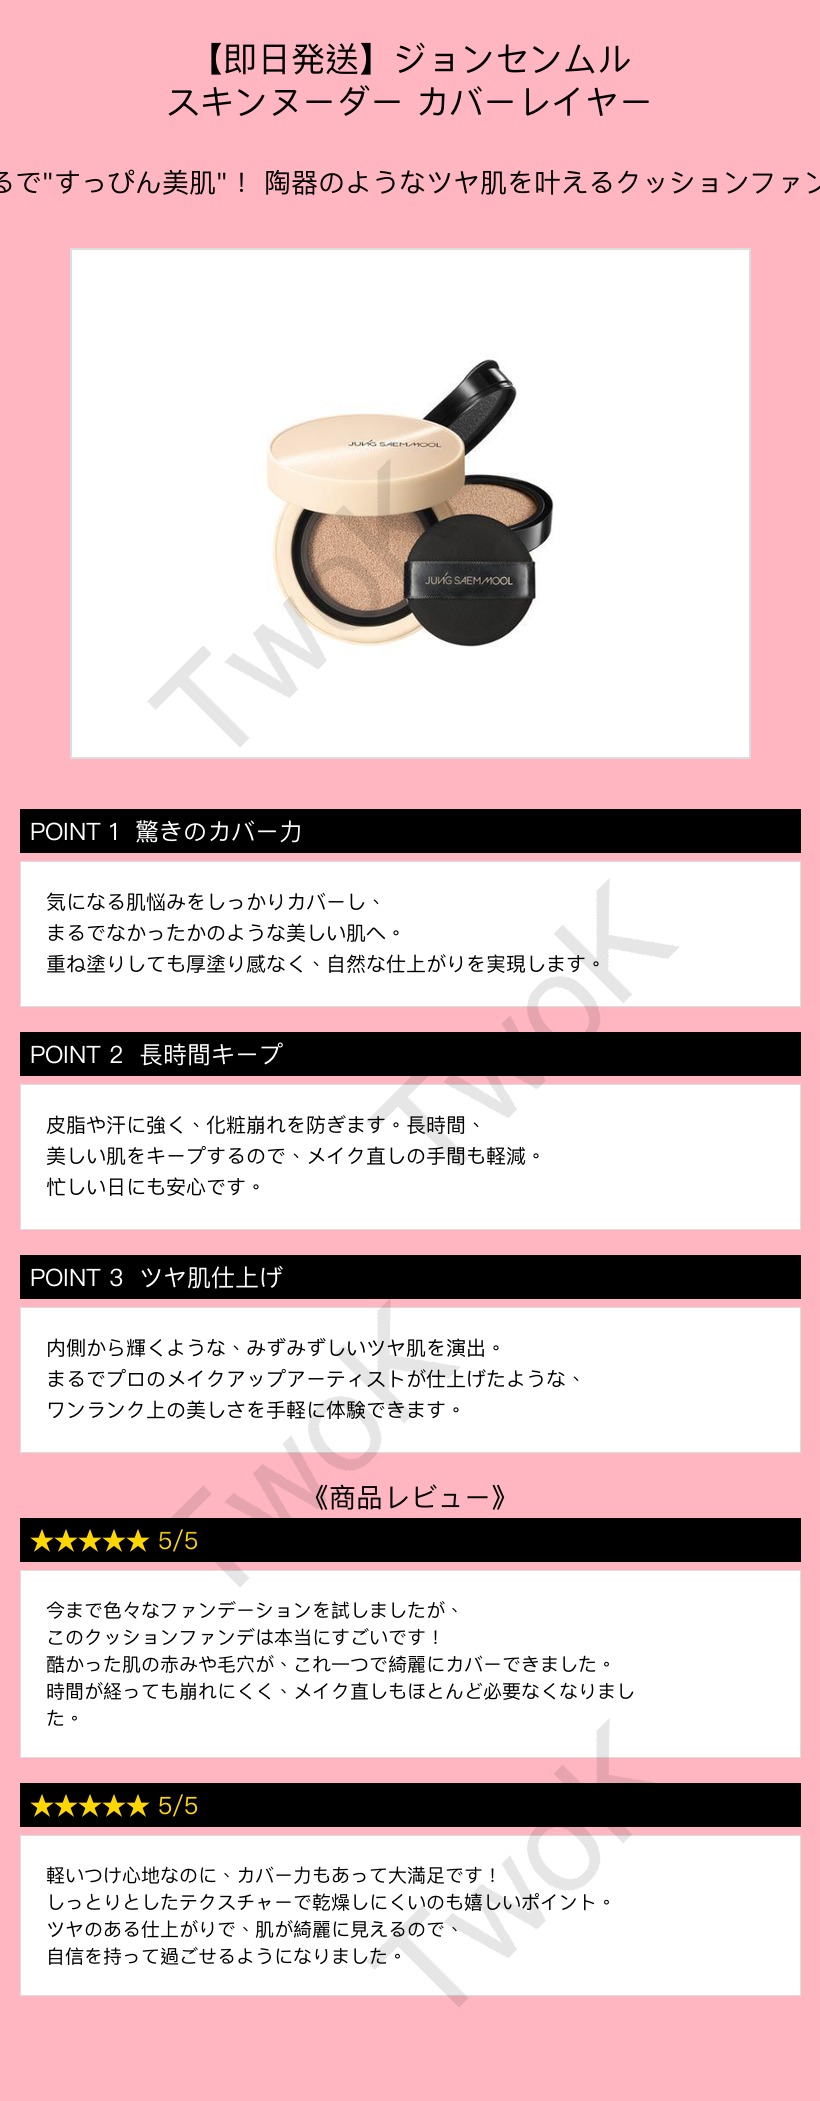 【即日発送】ジョンセンムル
スキンヌーダー カバーレイヤー
るで"すっぴん美肌"！ 陶器のようなツヤ肌を叶えるクッションファン
JUNG SAEM MOOL
JUNG SAEM MOOL
TwoK
POINT 1 驚きのカバー力
気になる肌悩みをしっかりカバーし、
まるでなかったかのような美しい肌へ。
重ね塗りしても厚塗り感なく、自然な仕上がりを実現します。
TwoK
POINT 2 長時間キープ
皮脂や汗に強く、化粧崩れを防ぎます。長時間、
美しい肌をキープするので、メイク直しの手間も軽減。
忙しい日にも安心です。
POINT 3 ツヤ肌仕上げ
内側から輝くような、みずみずしいツヤ肌を演出。
まるでプロのメイクアップアーティストが仕上げたような、
ワンランク上の美しさを手軽に体験できます。
TwoK
《商品レビュー》
★★★★★ 5/5
今まで色々なファンデーションを試しましたが、
このクッションファンデは本当にすごいです！
酷かった肌の赤みや毛穴が、これ一つで綺麗にカバーできました。
時間が経っても崩れにくく、メイク直しもほとんど必要なくなりまし
た。
★★★★★ 5/5
軽いつけ心地なのに、カバー力もあって大満足です！
しっとりとしたテクスチャーで乾燥しにくいのも嬉しいポイント。
ツヤのある仕上がりで、肌が綺麗に見えるので、
自信を持って過ごせるようになりました。
TwoK